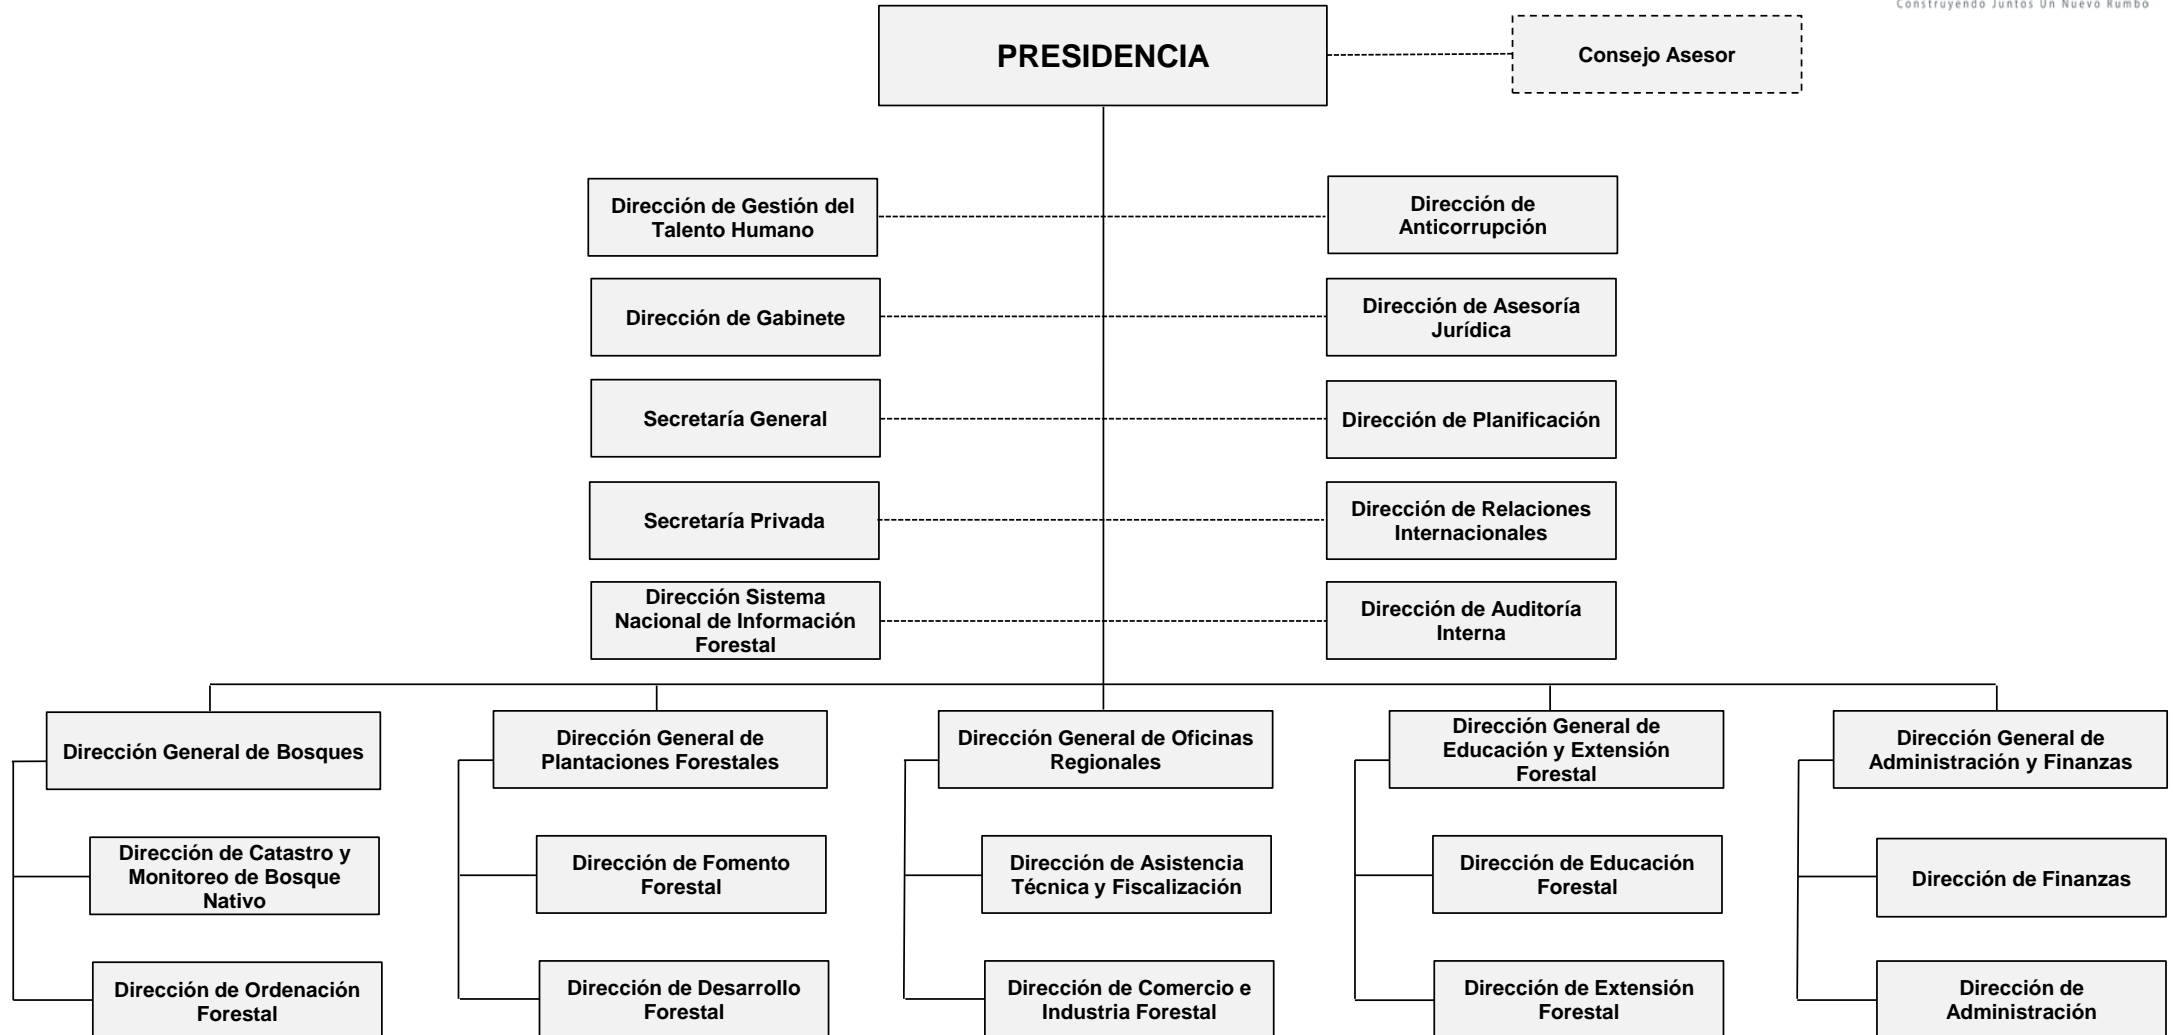 Construyendo Juntos Un Nuevo Rumbo
PRESIDENCIA
Consejo Asesor
Dirección de Gestión del
Talento Humano
Dirección de
Anticorrupción
Dirección de Gabinete
Dirección de Asesoría
Jurídica
Secretaría General
Dirección de Planificación
Secretaría Privada
Dirección de Relaciones
Internacionales
Dirección Sistema
Nacional de Información
Forestal
Dirección de Auditoría
Interna
Dirección General de Bosques
Dirección General de
Plantaciones Forestales
Dirección General de Oficinas
Regionales
Dirección General de
Educación y Extensión
Forestal
Dirección General de
Administración y Finanzas
Dirección de Catastro y
Monitoreo de Bosque
Nativo
Dirección de Fomento
Forestal
Dirección de Asistencia
Técnica y Fiscalización
Dirección de Educación
Forestal
Dirección de Finanzas
Dirección de Ordenación
Forestal
Dirección de Desarrollo
Forestal
Dirección de Comercio e
Industria Forestal
Dirección de Extensión
Forestal
Dirección de
Administración